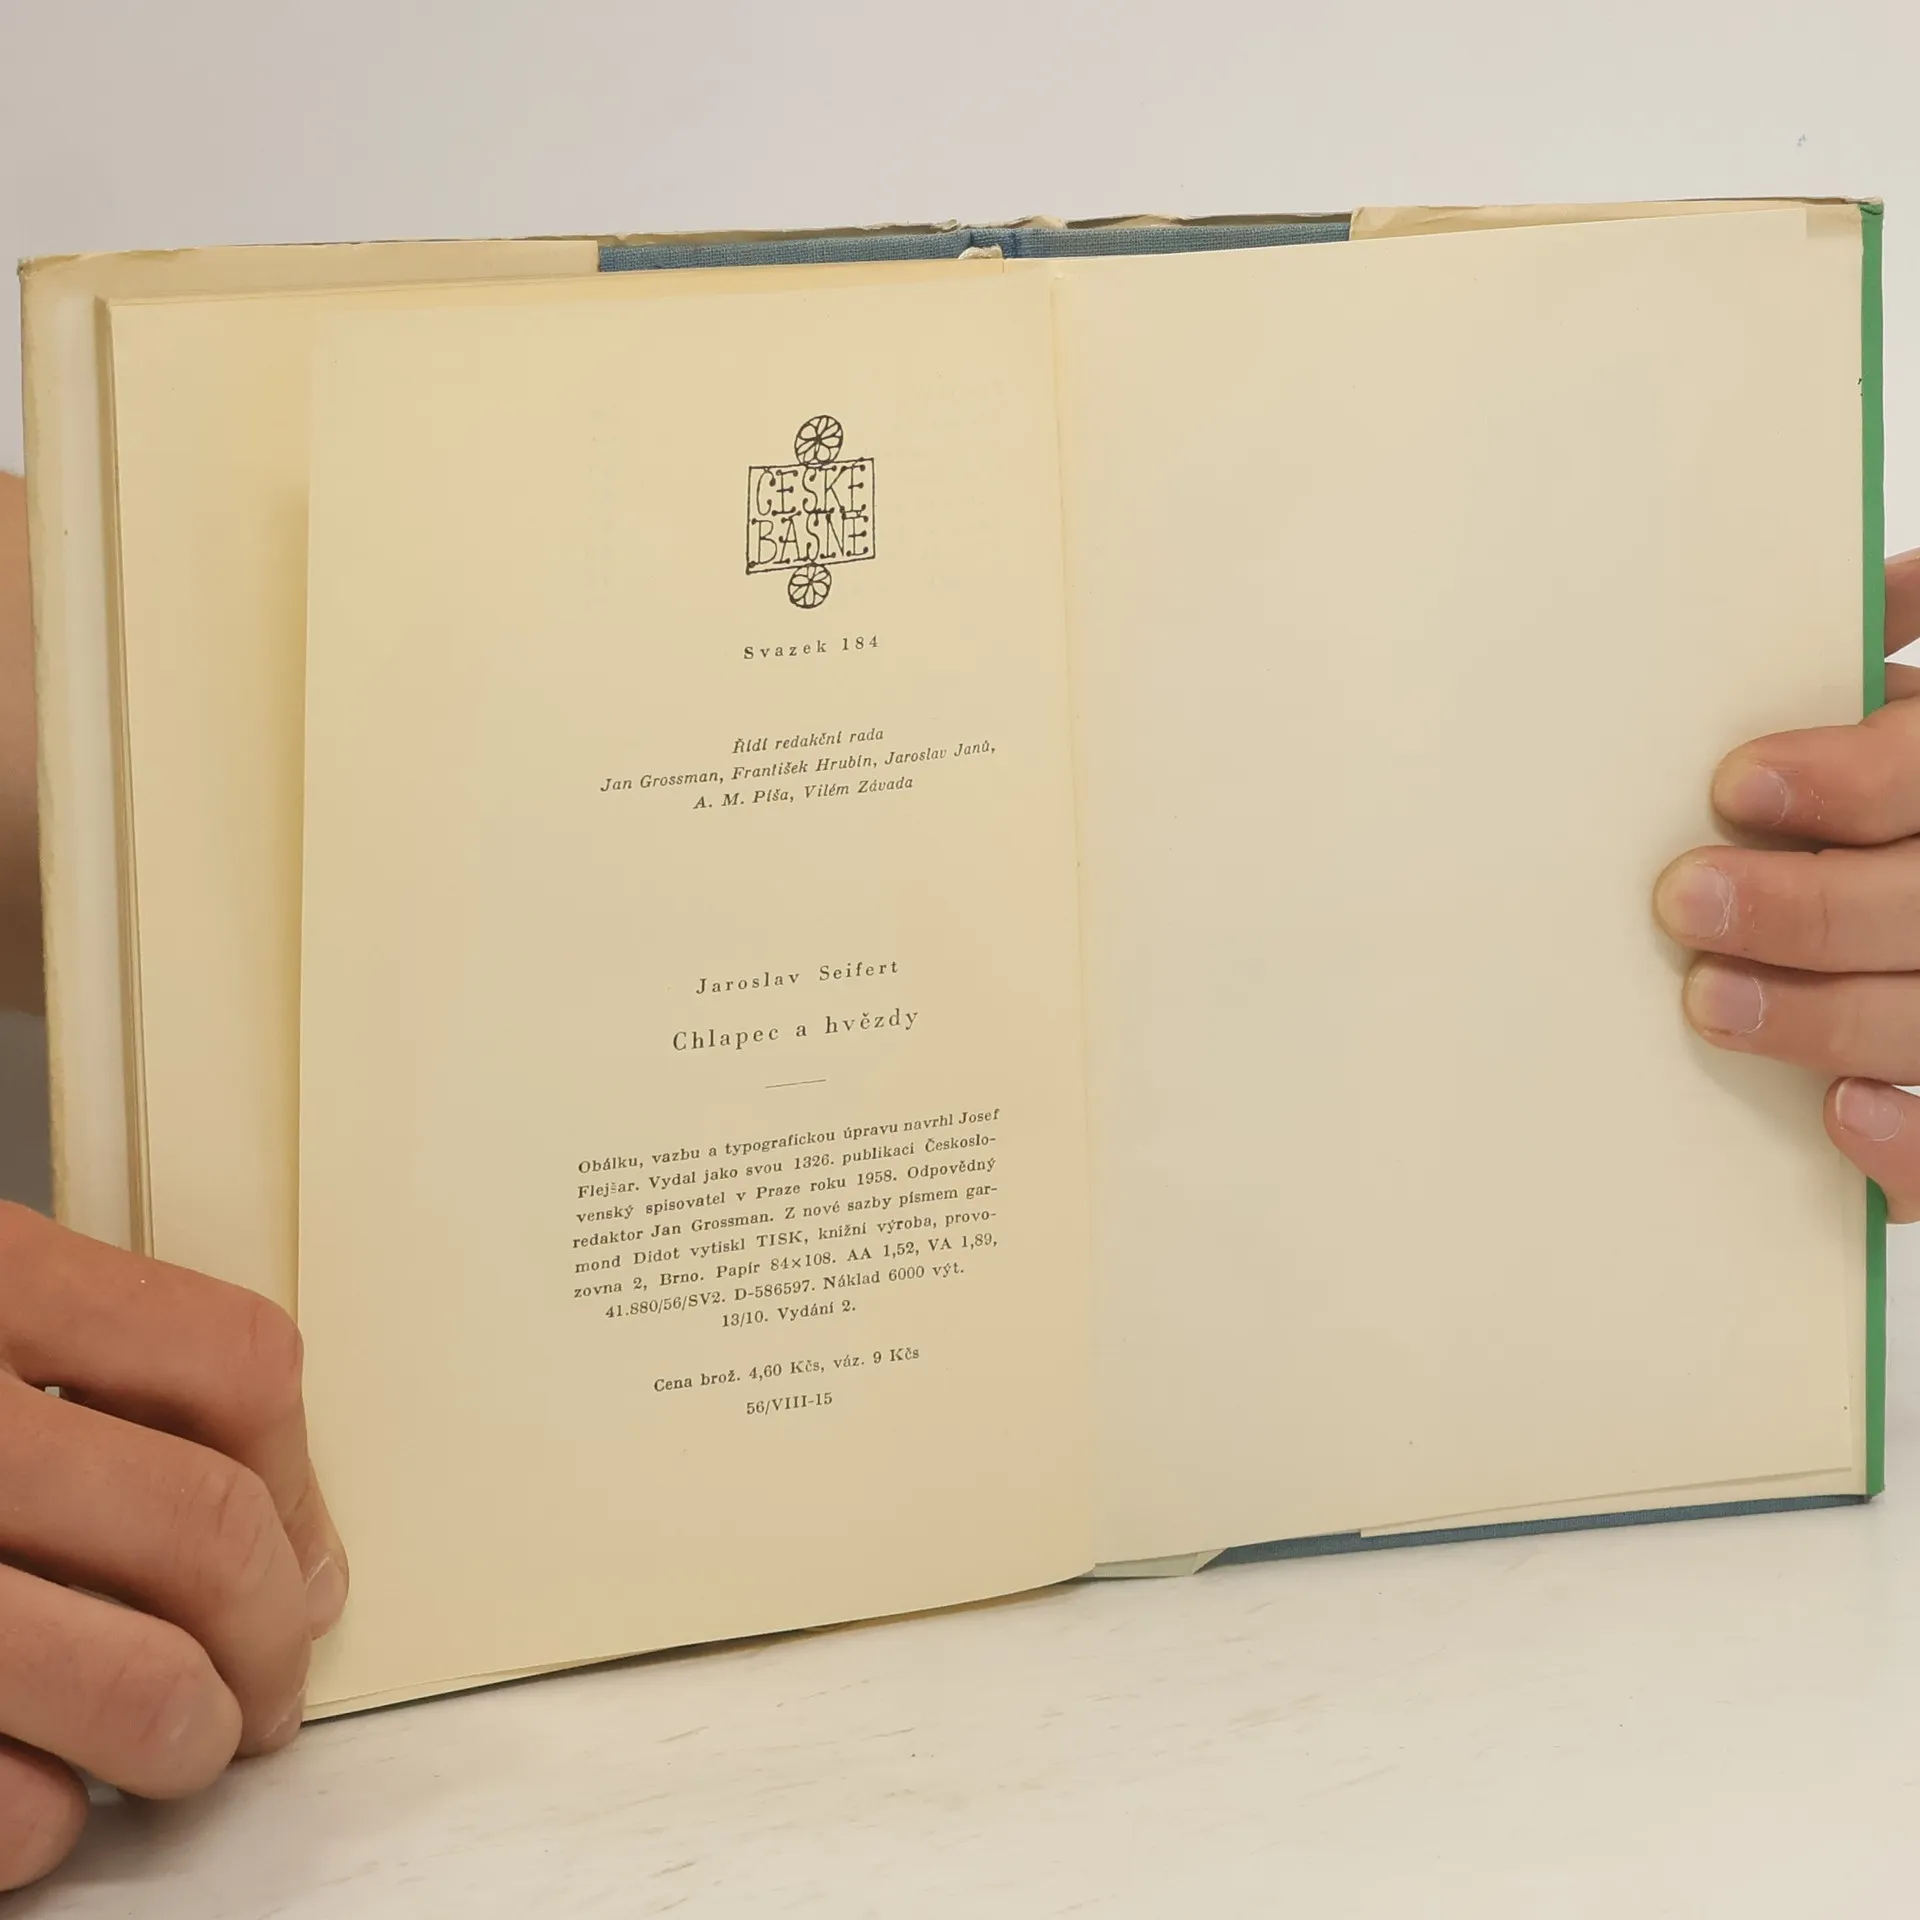 ČESKÉ
BÁSNĚ
Svazek 184
Řídí redakční rada
Jan Grossman, František Hrubín, Jaroslav Janů,
A. M. Píša, Vilém Závada
Jaroslav Seifert
Chlapec a hvězdy
Obálku, vazbu a typografickou úpravu navrhl Josef
Flejšar. Vydal jako svou 1326. publikaci Českoslo-
venský spisovatel v Praze roku 1958. Odpovědný
redaktor Jan Grossman. Z nové sazby písmem gar-
mond Didot vytiskl TISK, knižní výroba, provo-
zovna 2, Brno. Papír 84×108. AA 1,52, VA 1,89,
41.880/56/SV2. D-586597. Náklad 6000 výt.
13/10. Vydání 2.
Cena brož. 4,60 Kčs, váz. 9 Kčs
56/VIII-15